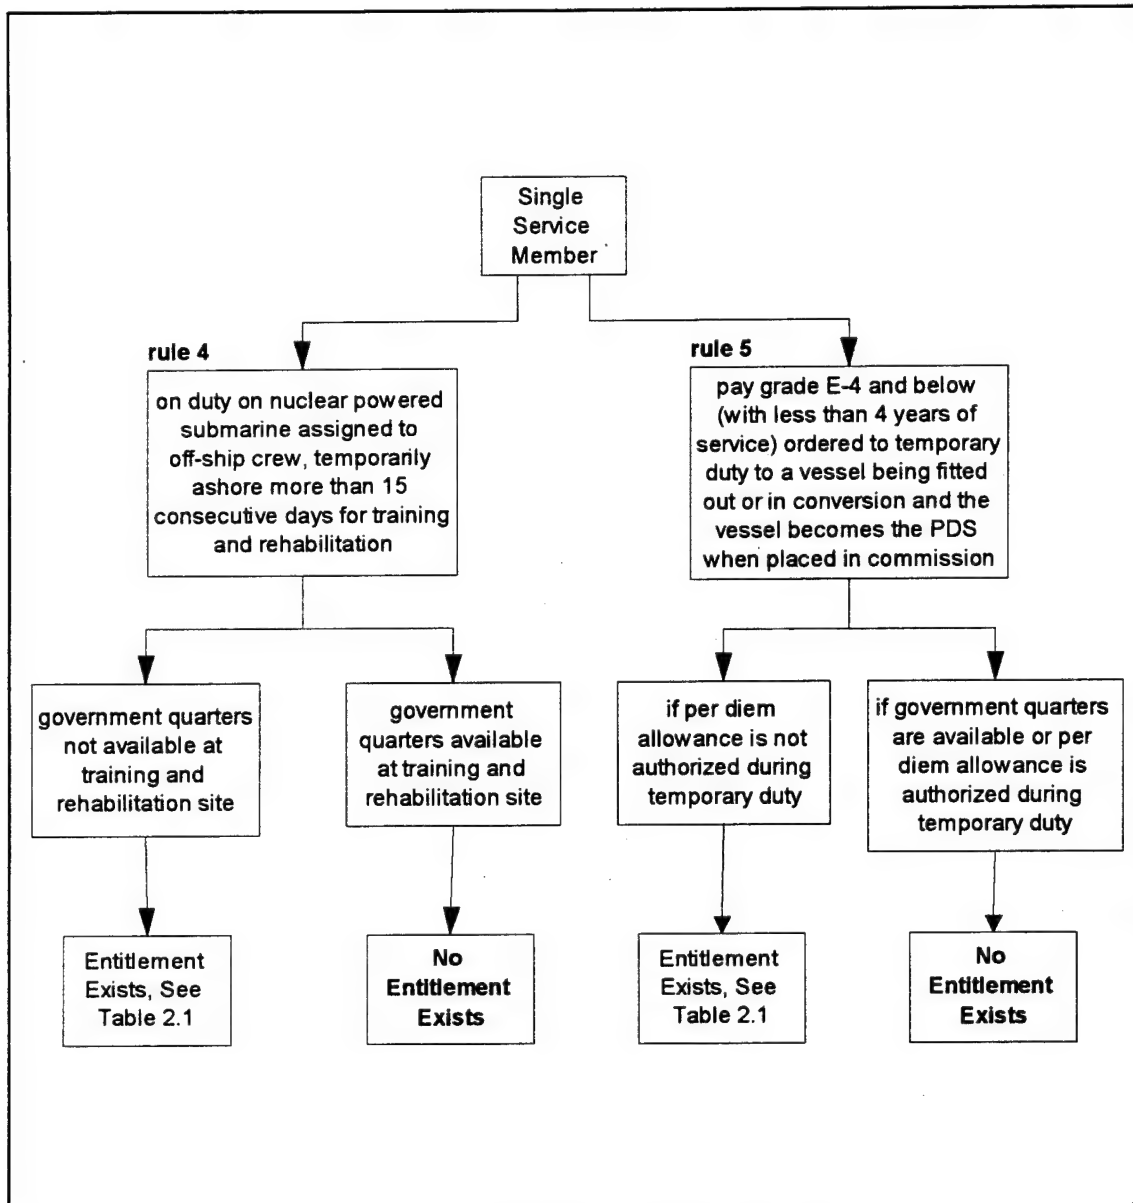 Single
Service
Member
rule 4
on duty on nuclear powered
submarine assigned to
off-ship crew, temporarily
ashore more than 15
consecutive days for training
and rehabilitation
rule 5
pay grade E-4 and below
(with less than 4 years of
service) ordered to temporary
duty to a vessel being fitted
out or in conversion and the
vessel becomes the PDS
when placed in commission
government quarters
not available at
training and
rehabilitation site
government
quarters available
at training and
rehabilitation site
if per diem
allowance is not
authorized during
temporary duty
if government quarters
are available or per
diem allowance is
authorized during
temporary duty
Entitlement
Exists, See
Table 2.1
No
Entitlement
Exists
Entitlement
Exists, See
Table 2.1
No
Entitlement
Exists